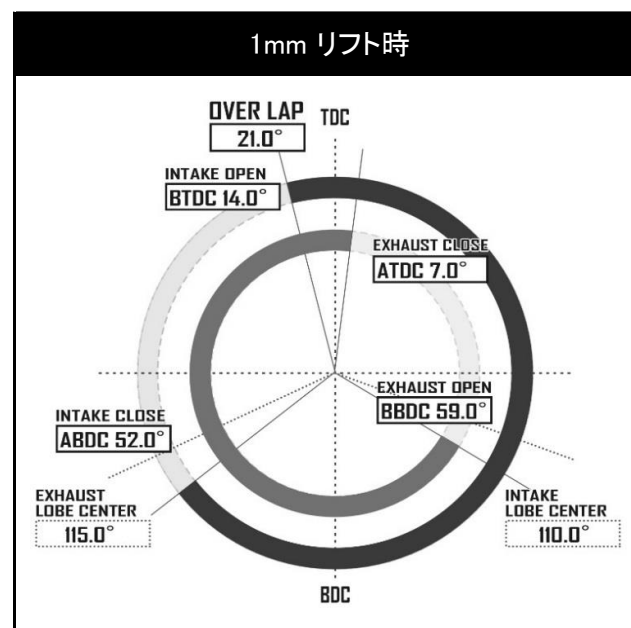 1mm リフト時
OVER LAP
21.0°
TDC
INTAKE OPEN
BTDC 14.0°
EXHAUST CLOSE
ATDC 7.0°
EXHAUST OPEN
BBDC 59.0°
INTAKE CLOSE
ABDC 52.0°
EXHAUST
LOBE CENTER
115.0°
INTAKE
LOBE CENTER
110.0°
BDC